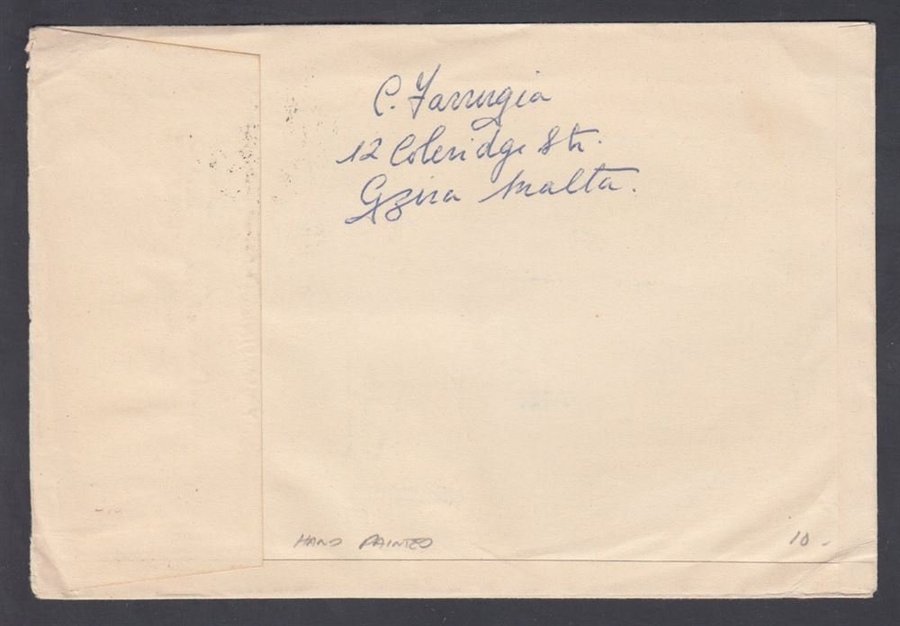 C. Farrugia
12 Coleridge Str.
Gzira Malta.
HAND PAINTED
10 -